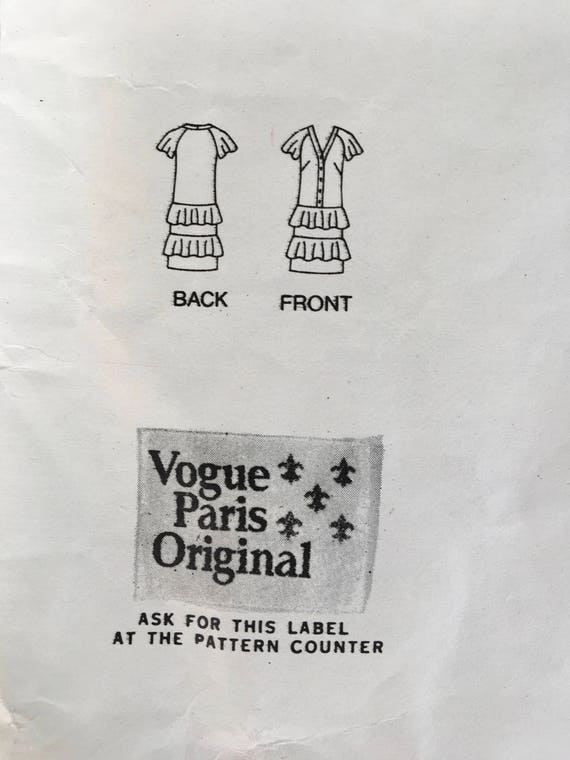 BACK FRONT
Vogue
Paris
Original
ASK FOR THIS LABEL
AT THE PATTERN COUNTER